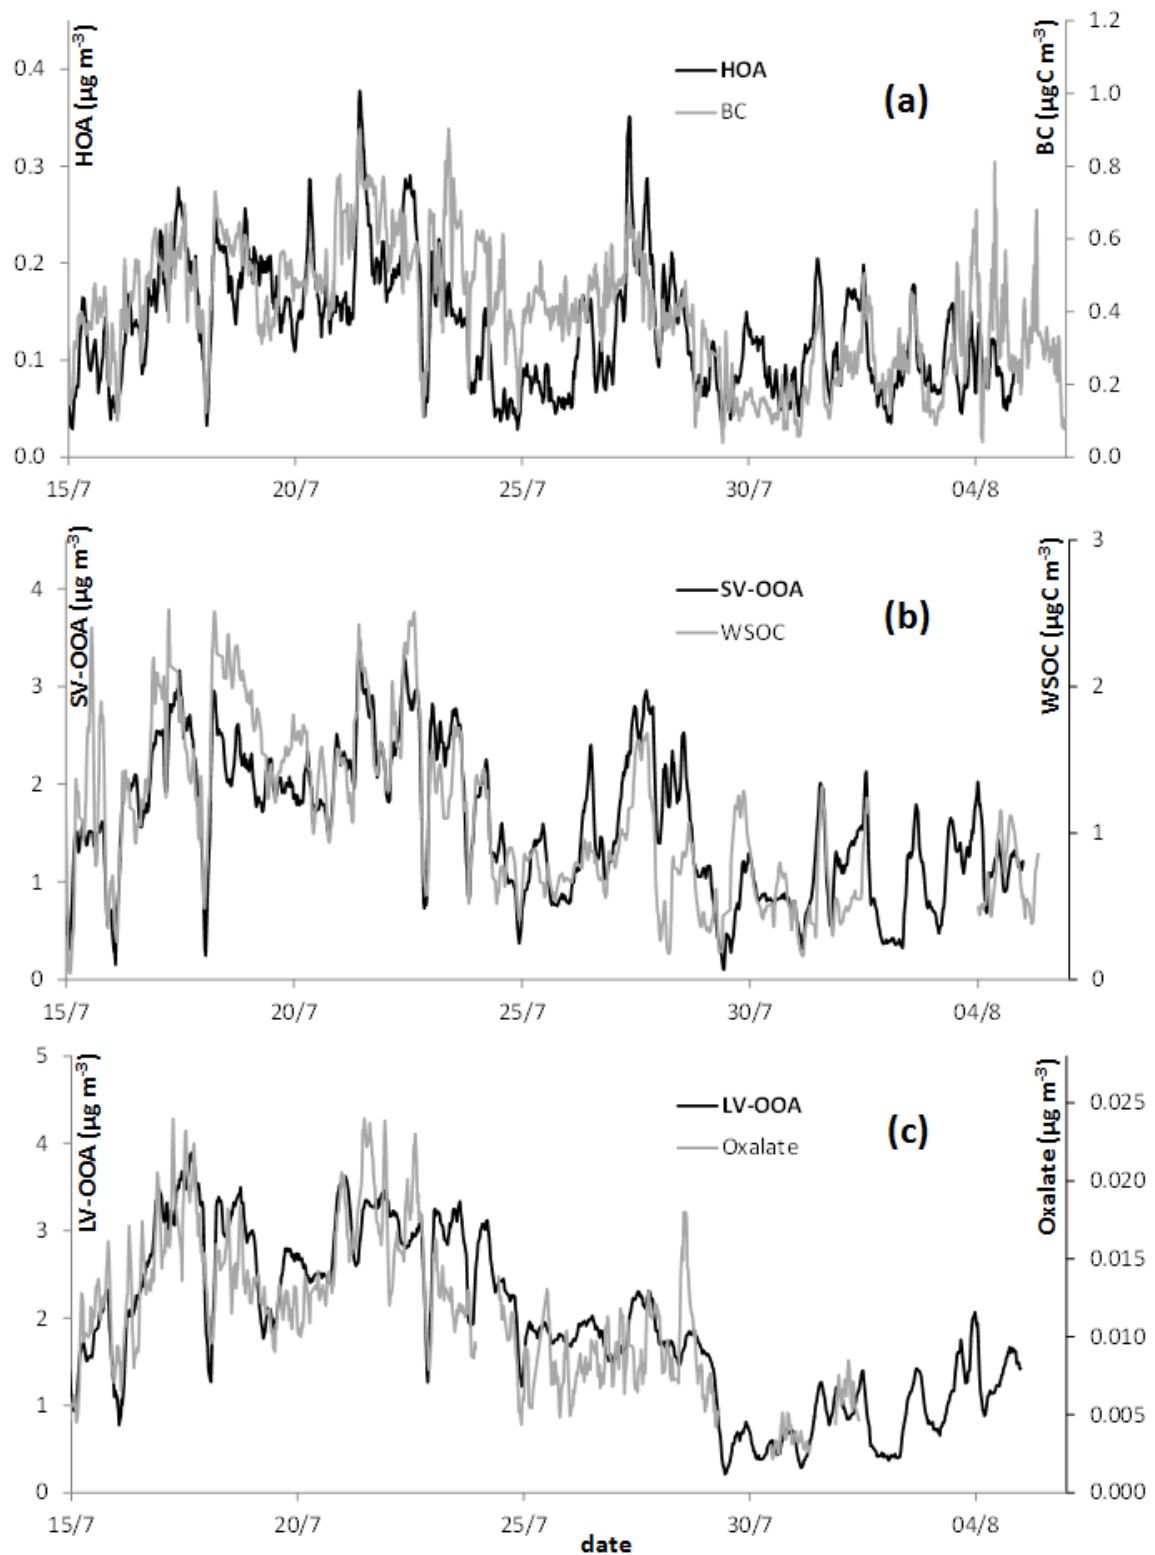 HOA (µg m-3)
BC (µgC m-3)
1.2
0.4
1.0
0.3
0.8
0.2
0.6
0.4
0.1
0.2
0.0
0.0
HOA
BC
(a)
15/7 20/7 25/7 30/7 04/8
SV-OOA (µg m-3)
WSOC (µgC m-3)
3
4
3
2
2
1
1
0
0
SV-OOA
WSOC
(b)
15/7 20/7 25/7 30/7 04/8
LV-OOA (µg m-3)
Oxalate (µg m-3)
5
0.025
4
0.020
3
0.015
2
0.010
1
0.005
0
0.000
LV-OOA
Oxalate
(c)
15/7 20/7 25/7 30/7 04/8
date